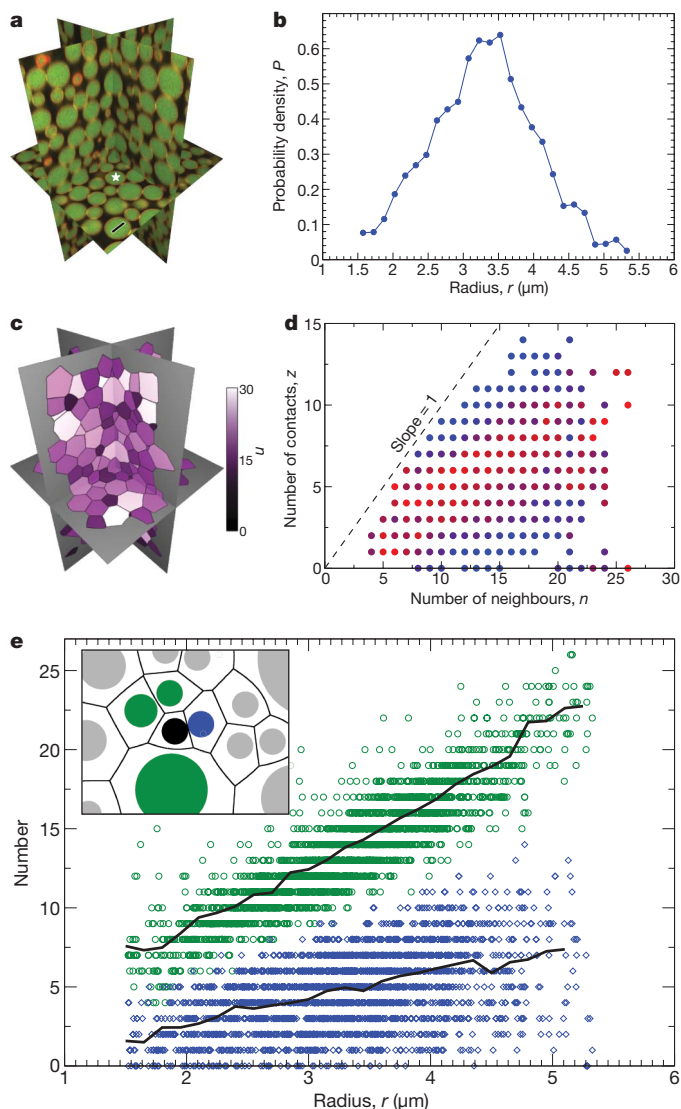 a
b
Probability density, P
0.6
0.5
0.4
0.3
0.2
0.1
0
1 1.5 2 2.5 3 3.5 4 4.5 5 5.5 6
Radius, r (µm)
c
30
15
0
n
d
Number of contacts, z
15
10
5
0
Slope = 1
0 5 10 15 20 25 30
Number of neighbours, n
e
Number
25
20
15
10
5
0
1 2 3 4 5 6
Radius, r (µm)